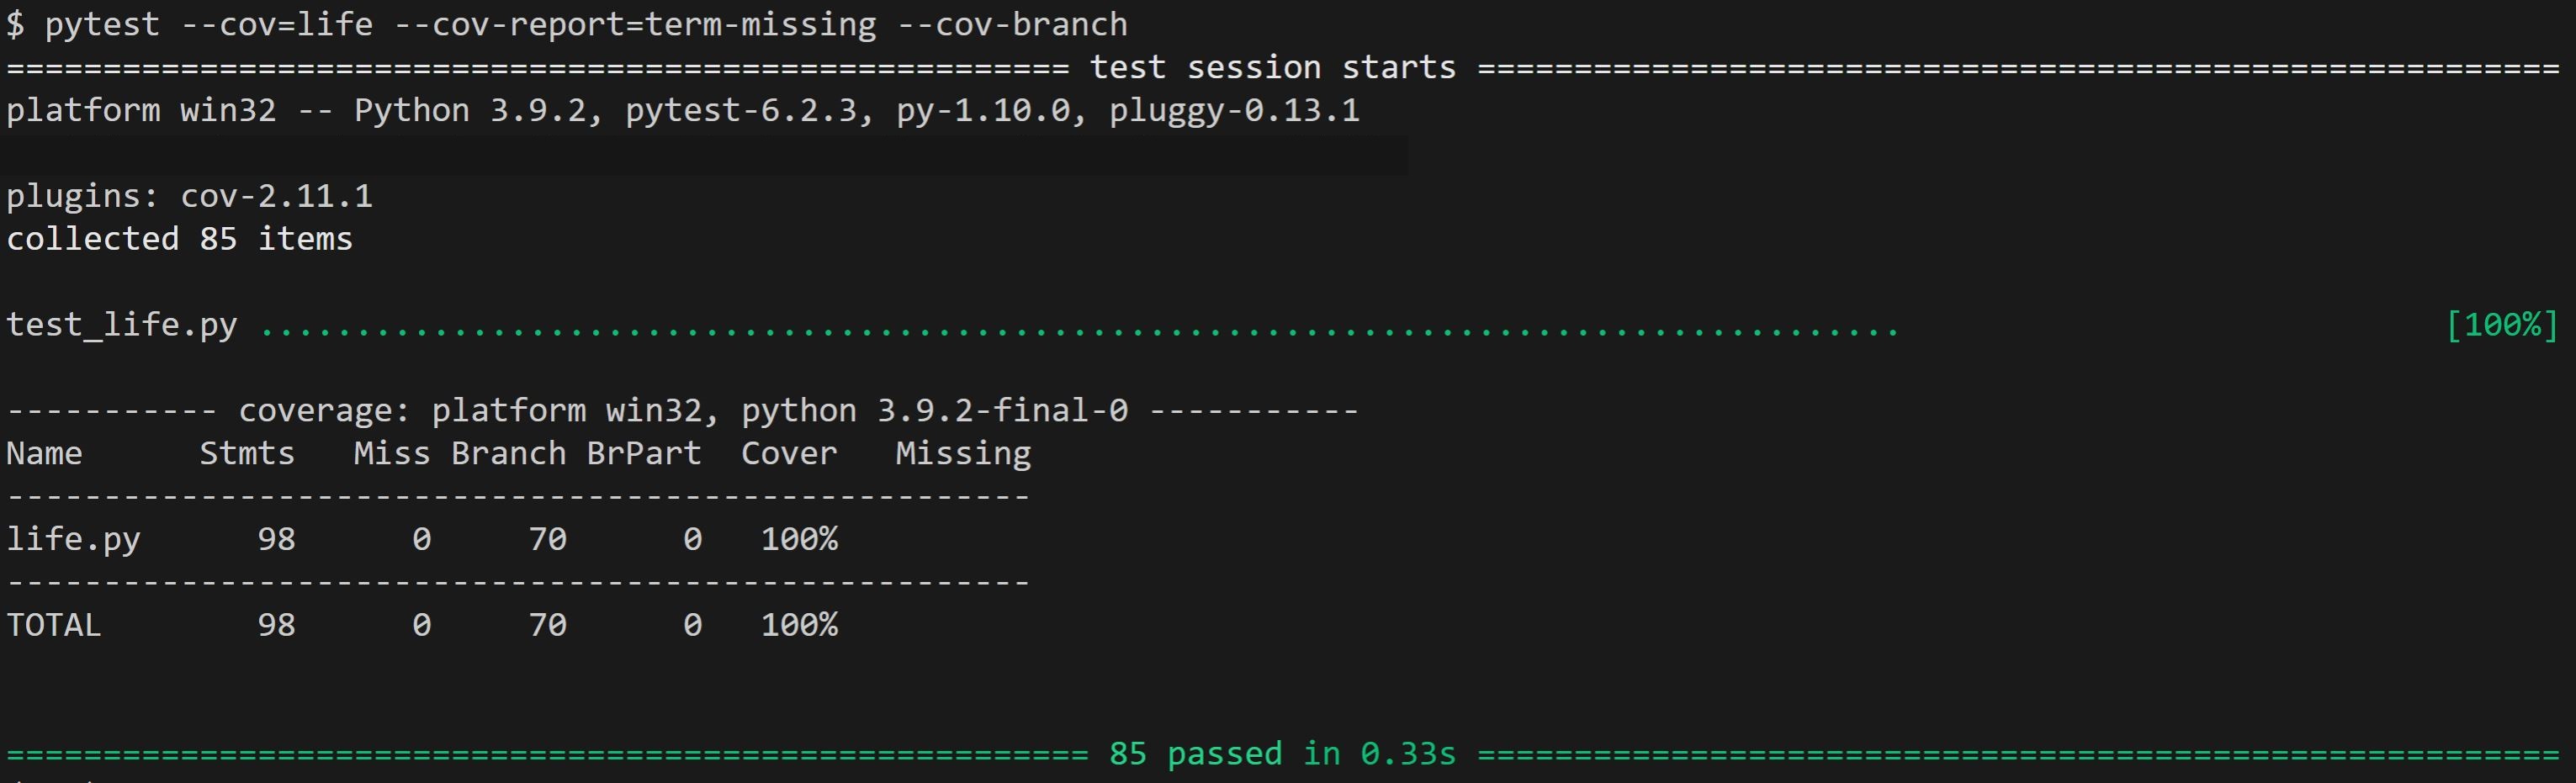 $ pytest --cov=life --cov-report=term-missing --cov-branch
======================================================= test session starts ========================================================
platform win32 -- Python 3.9.2, pytest-6.2.3, py-1.10.0, pluggy-0.13.1
plugins: cov-2.11.1
collected 85 items
test_life.py ..................................................................................... [100%]
----------- coverage: platform win32, python 3.9.2-final-0 -----------
Name      Stmts   Miss Branch BrPart  Cover   Missing
-----------------------------------------------------
life.py      98      0     70      0   100%
-----------------------------------------------------
TOTAL        98      0     70      0   100%
======================================================== 85 passed in 0.33s ========================================================